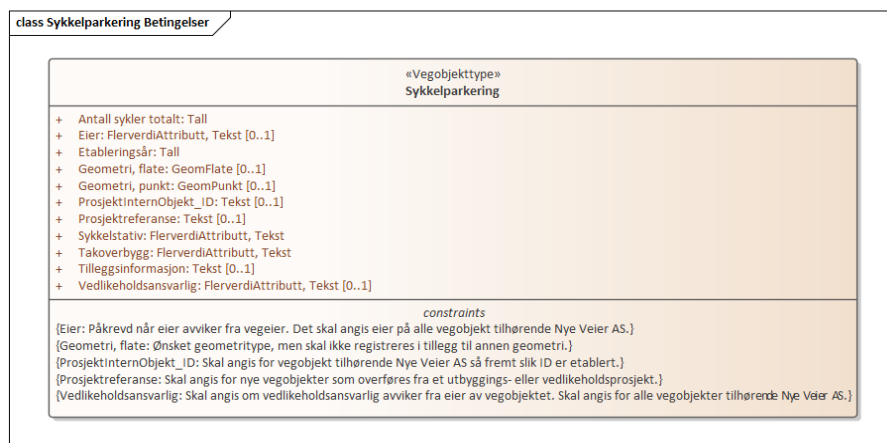 class Sykkelparkering Betingelser
«Vegobjekttype»
Sykkelparkering
+ Antall sykler totalt: Tall
+ Eier: FlerverdiAttributt, Tekst [0..1]
+ Etableringsår: Tall
+ Geometri, flate: GeomFlate [0..1]
+ Geometri, punkt: GeomPunkt [0..1]
+ ProsjektInternObjekt_ID: Tekst [0..1]
+ Prosjektreferanse: Tekst [0..1]
+ Sykkelstativ: FlerverdiAttributt, Tekst
+ Takoverbygg: FlerverdiAttributt, Tekst
+ Tilleggsinformasjon: Tekst [0..1]
+ Vedlikeholdsansvarlig: FlerverdiAttributt, Tekst [0..1]
constraints
{Eier: Påkrevd når eier avviker fra vegeier. Det skal angis eier på alle vegobjekt tilhørende Nye Veier AS.}
{Geometri, flate: Ønsket geometritype, men skal ikke registreres i tillegg til annen geometri.}
{ProsjektInternObjekt_ID: Skal angis for vegobjekt tilhørende Nye Veier AS så fremt slik ID er etablert.}
{Prosjektreferanse: Skal angis for nye vegobjekter som overføres fra et utbyggings- eller vedlikeholdsprosjekt.}
{Vedlikeholdsansvarlig: Skal angis om vedlikeholdsansvarlig avviker fra eier av vegobjektet. Skal angis for alle vegobjekter tilhørende Nye Veier AS.}